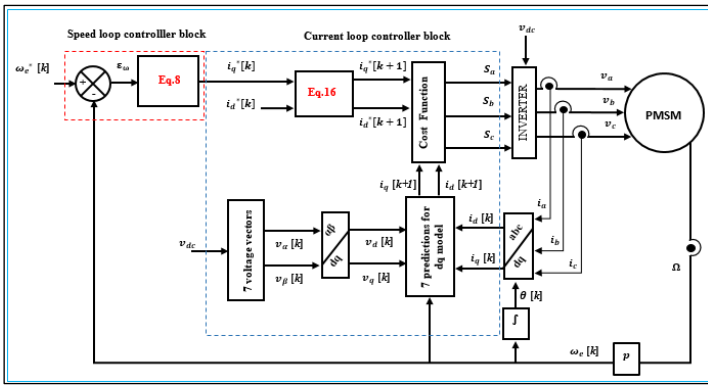 Speed loop controlller block
Current loop controller block
v_dc
ω_e* [k]
+
-
ε_ω
Eq.8
i_q*[k]
i_d*[k]
Eq.16
i_q*[k + 1]
i_d*[k + 1]
Cost Function
S_a
S_b
S_c
INVERTER
v_a
v_b
v_c
PMSM
i_q [k+1]
i_d [k+1]
i_a
i_b
i_c
v_dc
7 voltage vectors
v_α [k]
v_β [k]
αβ
dq
v_d [k]
v_q [k]
7 predictions for
dq model
i_d [k]
i_q [k]
abc
dq
θ [k]
∫
Ω
ω_e [k]
p